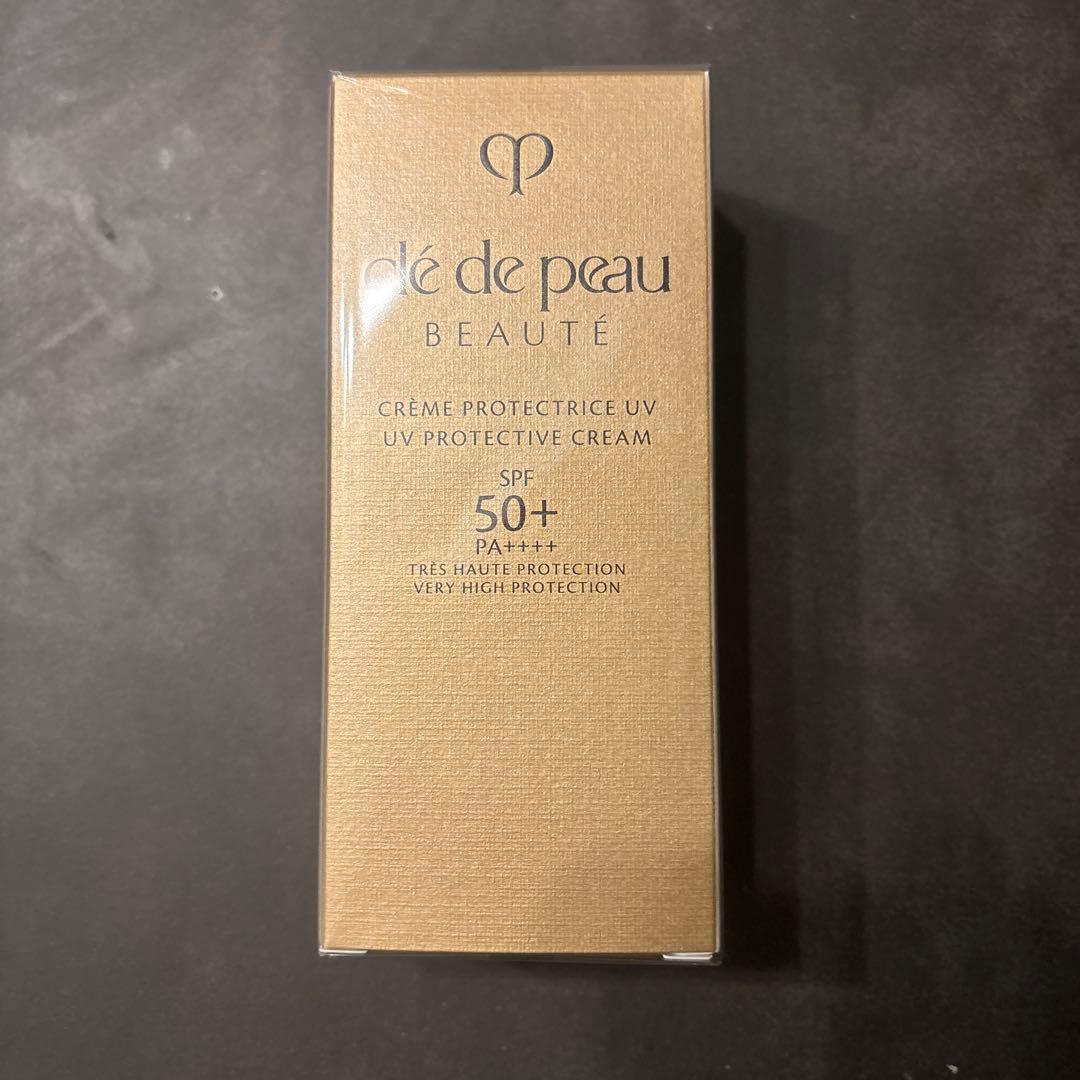 clé de peau
BEAUTÉ
CRÈME PROTECTRICE UV
UV PROTECTIVE CREAM
SPF
50+
PA++++
TRÈS HAUTE PROTECTION
VERY HIGH PROTECTION